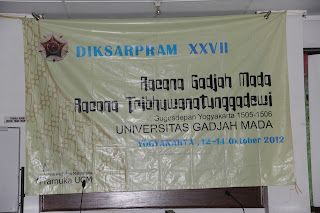 DIKSARPRAM XXVII
Racana Gadjah Mada
Racana Tribhuwanatunggadewi
Gugusdepan Yogyakarta 1505-1506
UNIVERSITAS GADJAH MADA
YOGYAKARTA, 12-14 Oktober 2012
Pramuka UGM